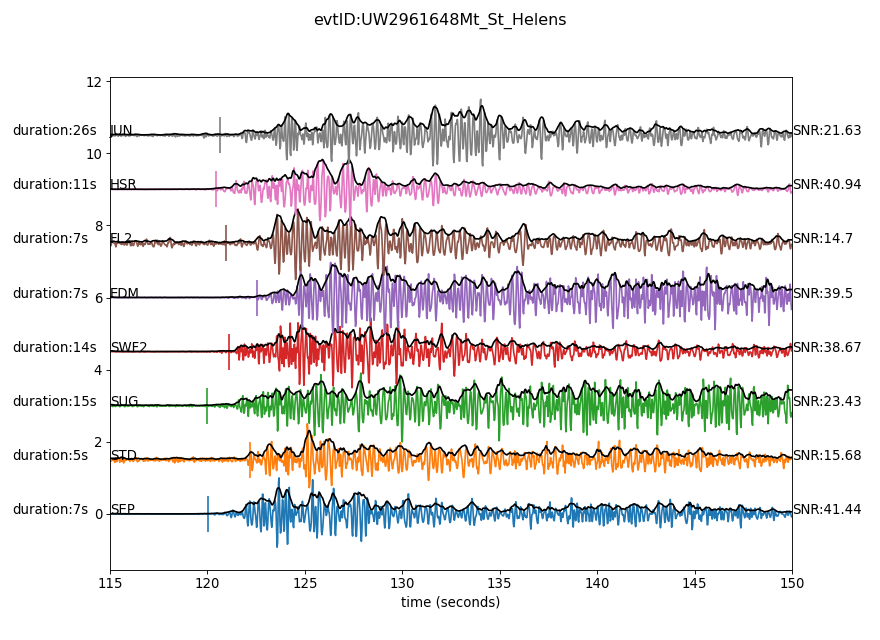 evtID:UW2961648Mt_St_Helens
12
duration:26s JUN SNR:21.63
10
duration:11s HSR SNR:40.94
8
duration:7s EL2 SNR:14.7
duration:7s EDM SNR:39.5
6
duration:14s SWF2 SNR:38.67
4
duration:15s SUG SNR:23.43
2
duration:5s STD SNR:15.68
duration:7s SEP SNR:41.44
0
115 120 125 130 135 140 145 150
time (seconds)